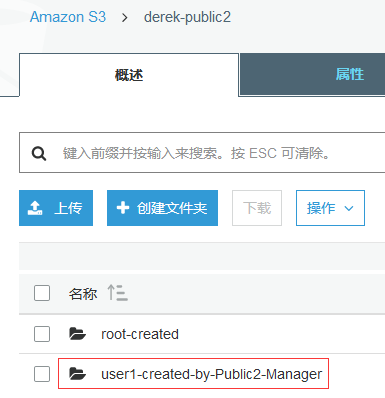 Amazon S3 > derek-public2
概述 属性
键入前缀并按输入来搜索。按 ESC 可清除。
上传 创建文件夹 下载 操作
名称
root-created
user1-created-by-Public2-Manager